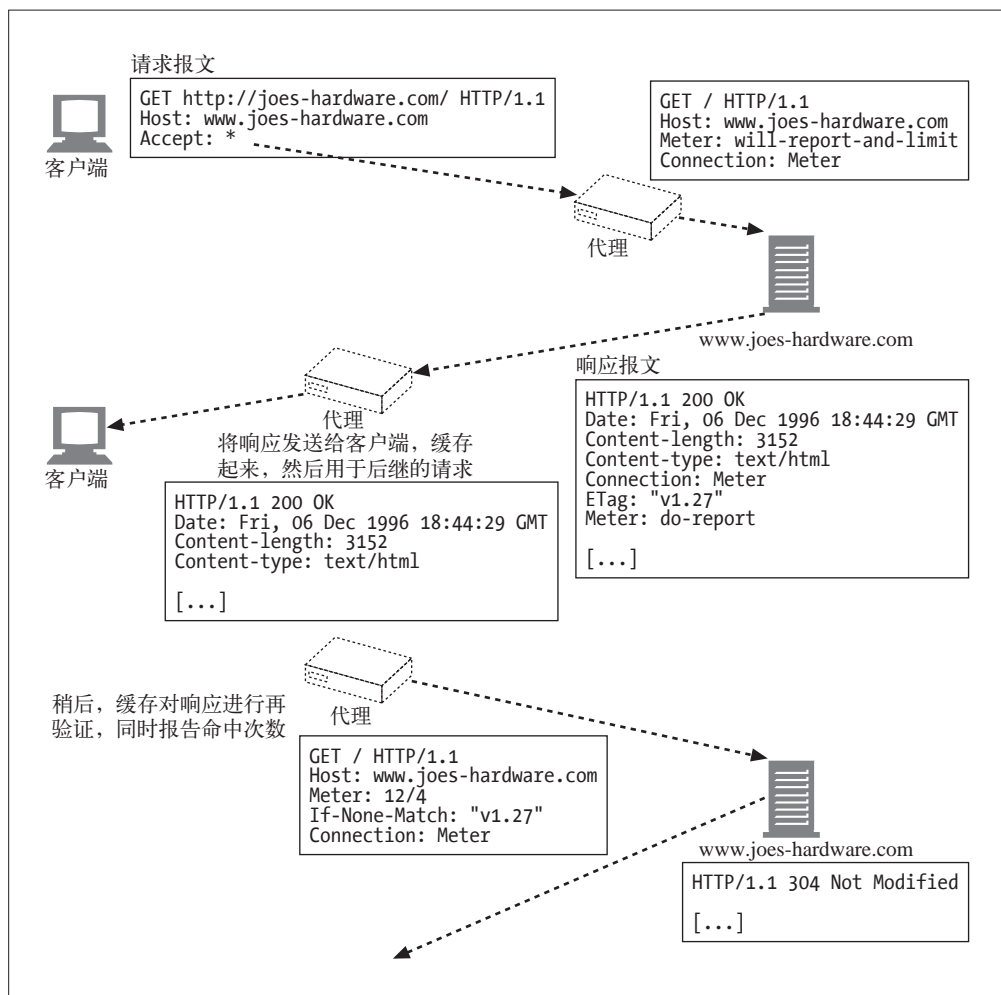 请求报文
GET http://joes-hardware.com/ HTTP/1.1
Host: www.joes-hardware.com
Accept: *
客户端
GET / HTTP/1.1
Host: www.joes-hardware.com
Meter: will-report-and-limit
Connection: Meter
代理
www.joes-hardware.com
响应报文
HTTP/1.1 200 OK
Date: Fri, 06 Dec 1996 18:44:29 GMT
Content-length: 3152
Content-type: text/html
Connection: Meter
ETag: "v1.27"
Meter: do-report
[...]
代理
将响应发送给客户端，缓存
起来，然后用于后继的请求
客户端
HTTP/1.1 200 OK
Date: Fri, 06 Dec 1996 18:44:29 GMT
Content-length: 3152
Content-type: text/html
[...]
稍后，缓存对响应进行再
验证，同时报告命中次数
代理
GET / HTTP/1.1
Host: www.joes-hardware.com
Meter: 12/4
If-None-Match: "v1.27"
Connection: Meter
www.joes-hardware.com
HTTP/1.1 304 Not Modified
[...]